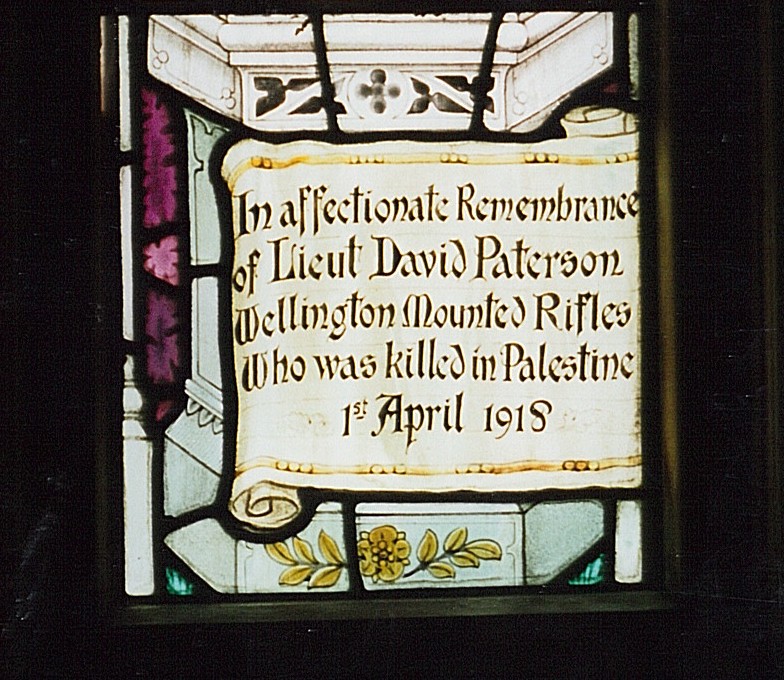 In affectionate Remembrance
of Lieut David Paterson
Wellington Mounted Rifles
Who was killed in Palestine
1st April 1918